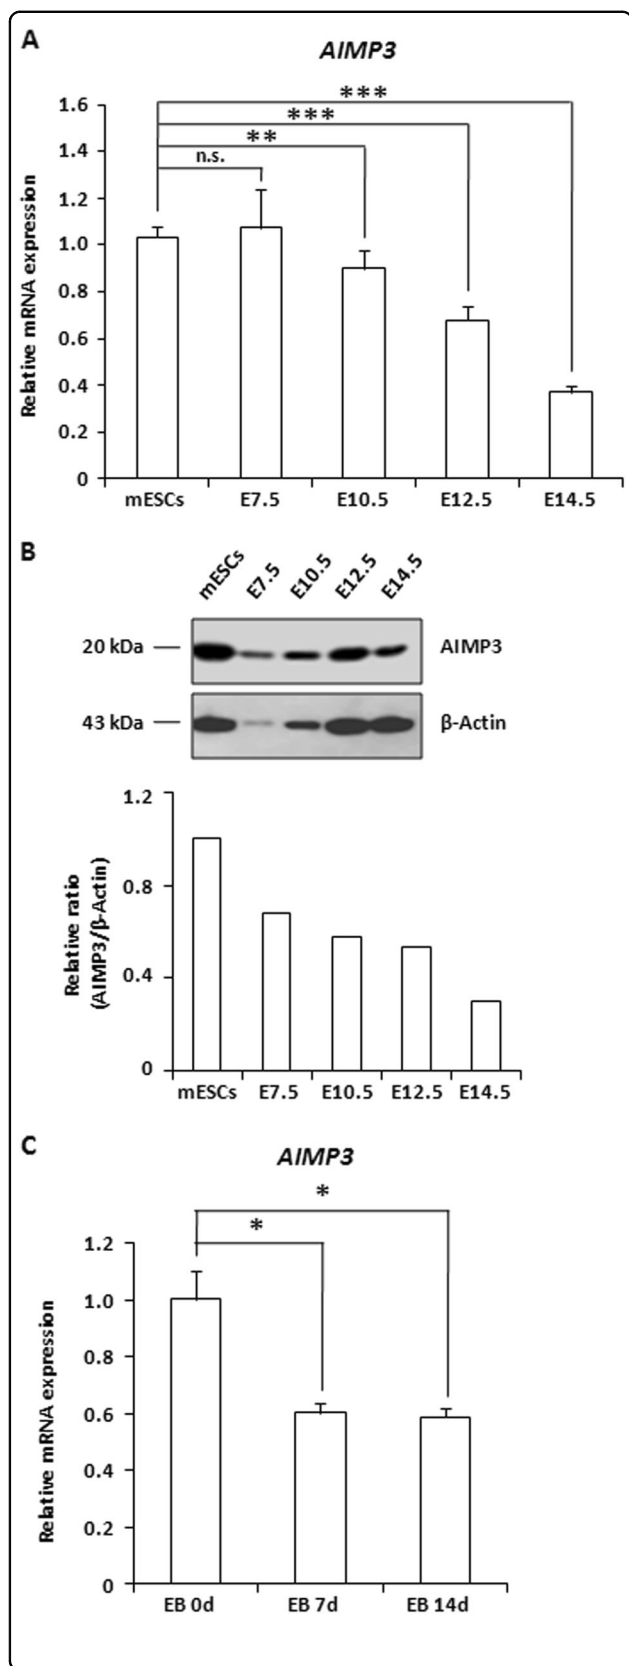 A
AIMP3
***
***
**
n.s.
1.6
1.4
1.2
1.0
0.8
0.6
0.4
0.2
0
Relative mRNA expression
mESCs E7.5 E10.5 E12.5 E14.5
B
mESCs E7.5 E10.5 E12.5 E14.5
20 kDa AIMP3
43 kDa β-Actin
1.2
0.8
0.4
0
Relative ratio
(AIMP3/β-Actin)
mESCs E7.5 E10.5 E12.5 E14.5
C
AIMP3
*
*
1.2
1.0
0.8
0.6
0.4
0.2
0
Relative mRNA expression
EB 0d EB 7d EB 14d